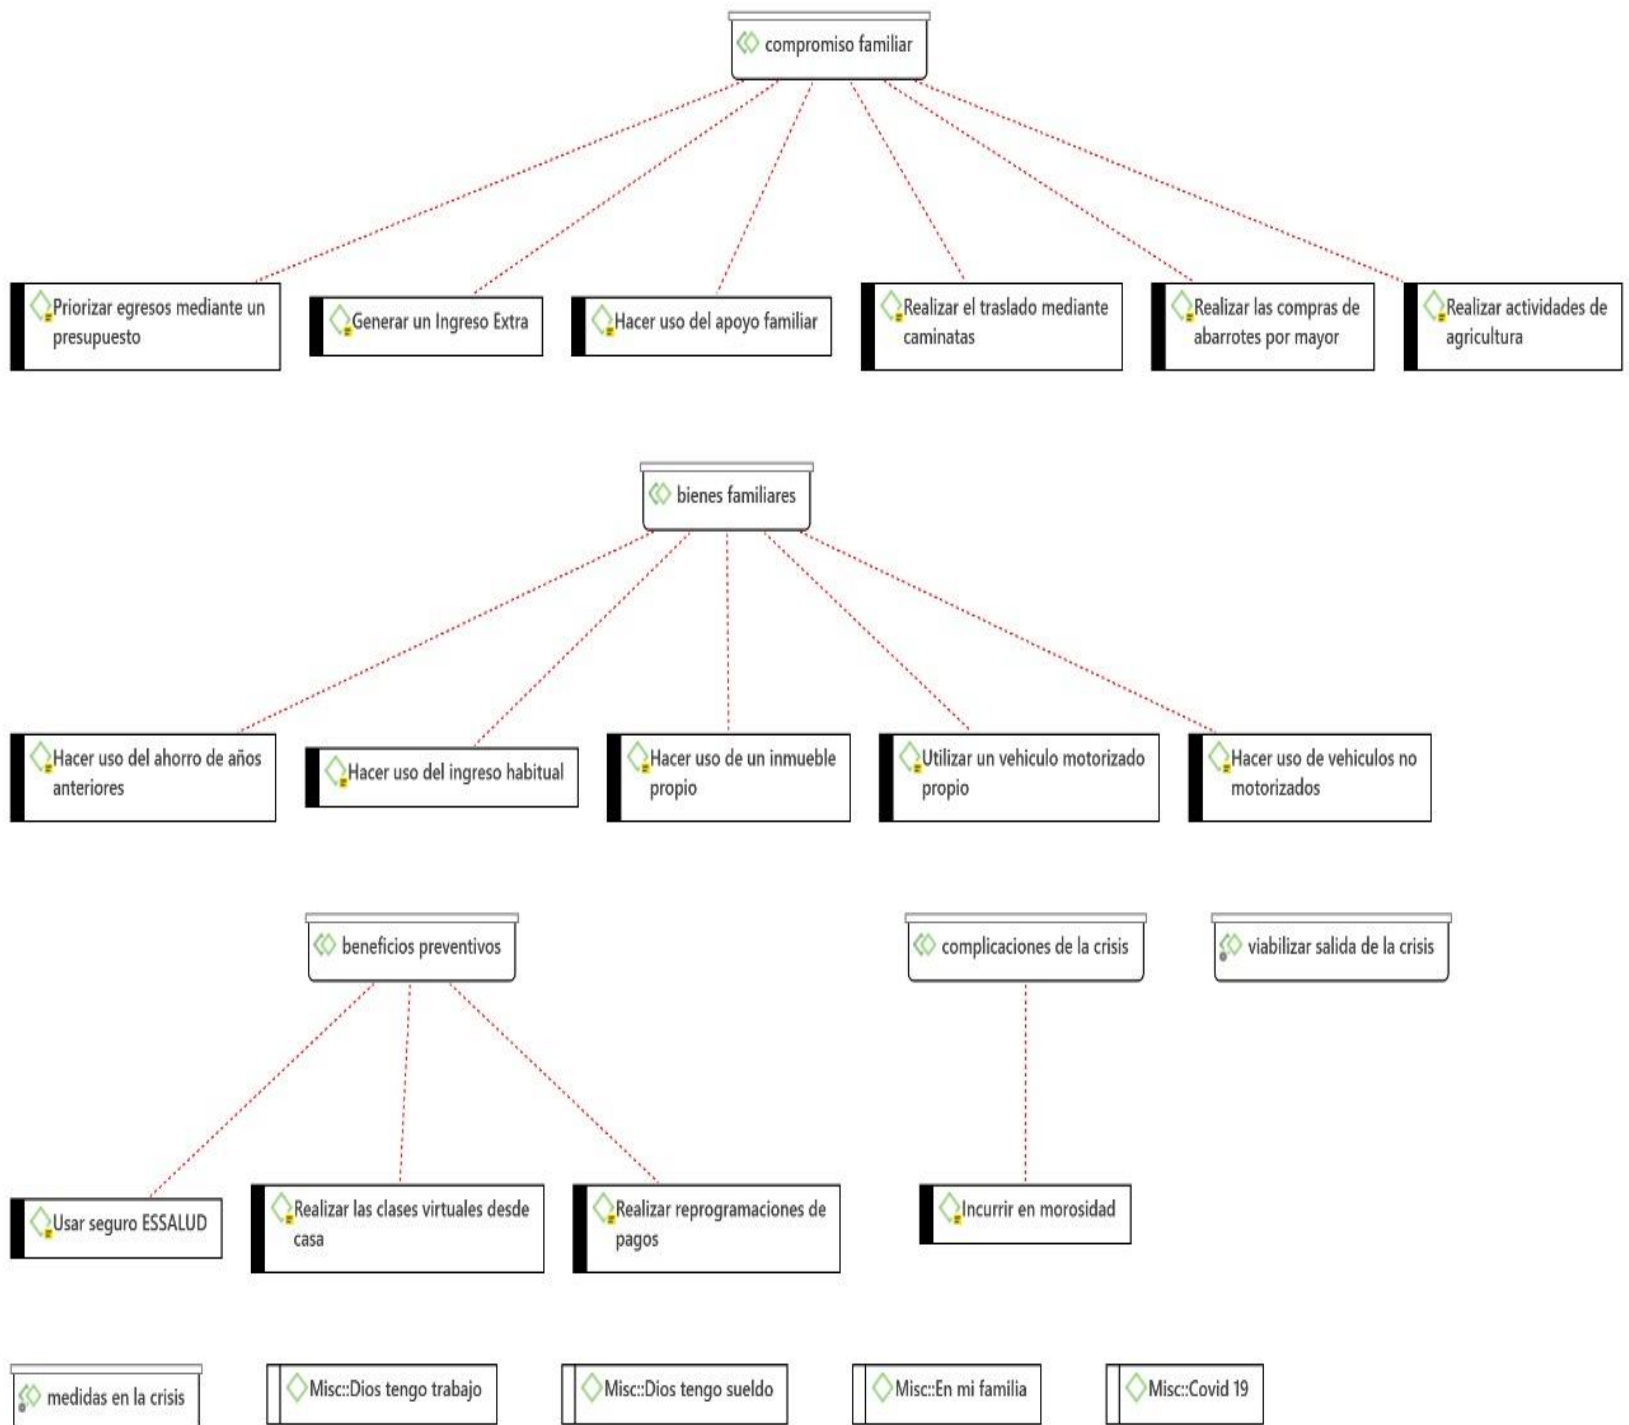 compromiso familiar
Priorizar egresos mediante un
presupuesto
Generar un Ingreso Extra
Hacer uso del apoyo familiar
Realizar el traslado mediante
caminatas
Realizar las compras de
abarrotes por mayor
Realizar actividades de
agricultura
bienes familiares
Hacer uso del ahorro de años
anteriores
Hacer uso del ingreso habitual
Hacer uso de un inmueble
propio
Utilizar un vehiculo motorizado
propio
Hacer uso de vehiculos no
motorizados
beneficios preventivos
complicaciones de la crisis
viabilizar salida de la crisis
Usar seguro ESSALUD
Realizar las clases virtuales desde
casa
Realizar reprogramaciones de
pagos
Incurrir en morosidad
medidas en la crisis
Misc::Dios tengo trabajo
Misc::Dios tengo sueldo
Misc::En mi familia
Misc::Covid 19